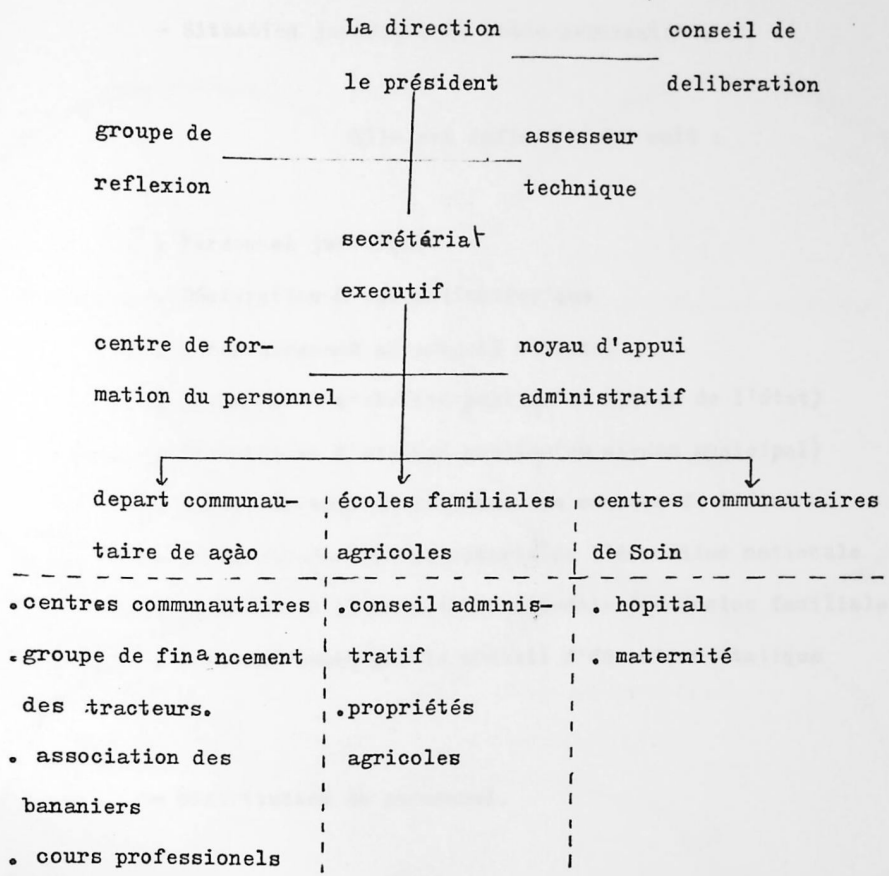 La direction conseil de
le président deliberation
groupe de assesseur
reflexion technique
secrétariat
executif
centre de for- noyau d'appui
mation du personnel administratif
depart communau- écoles familiales centres communautaires
taire de açào agricoles de Soin
.centres communautaires .conseil adminis- . hopital
.groupe de financement tratif . maternité
des tracteurs. .propriétés
. association des agricoles
bananiers
. cours professionels